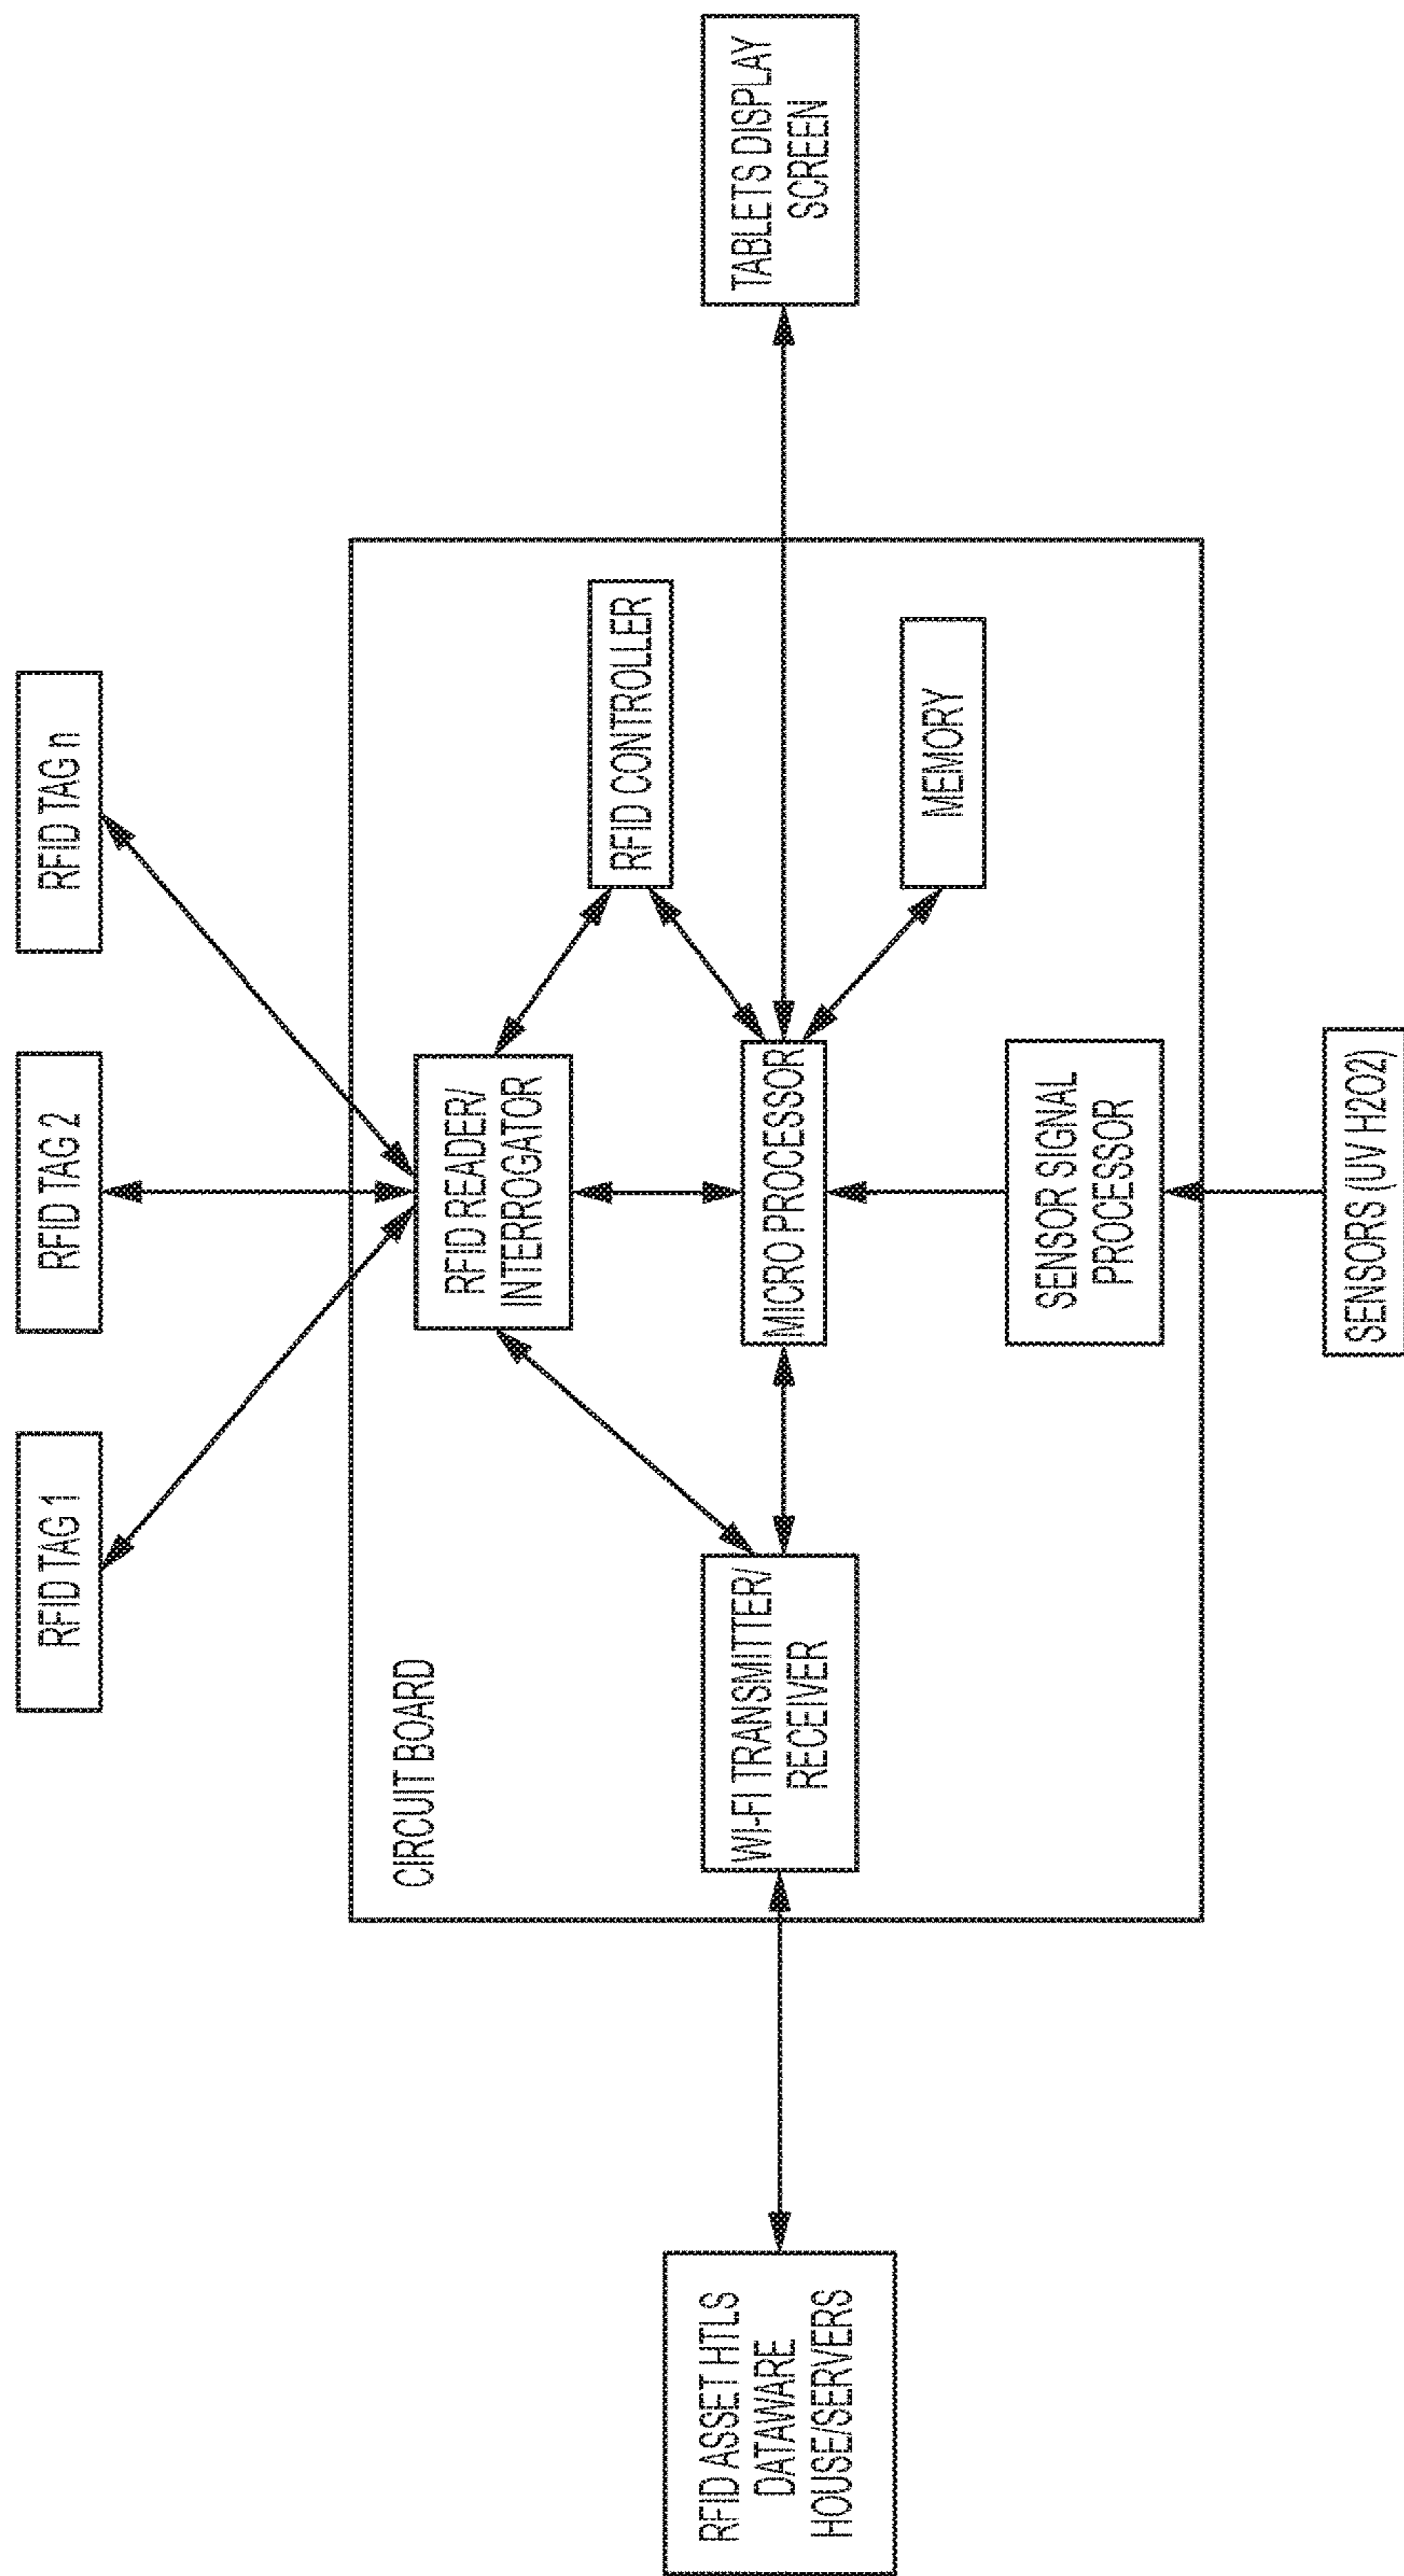 RFID TAG 1
RFID TAG 2
RFID TAG n
CIRCUIT BOARD
RFID READER/
INTERROGATOR
RFID CONTROLLER
RFID ASSET HTLS
DATAWARE
HOUSE/SERVERS
WI-FI TRANSMITTER/
RECEIVER
MICRO PROCESSOR
TABLETS DISPLAY
SCREEN
MEMORY
SENSOR SIGNAL
PROCESSOR
SENSORS (UV H2O2)